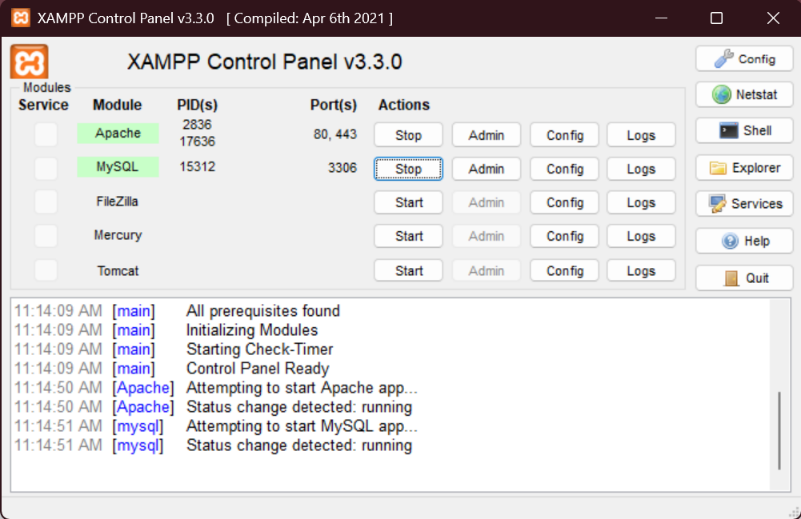 XAMPP Control Panel v3.3.0 [ Compiled: Apr 6th 2021 ]
XAMPP Control Panel v3.3.0
Config
Modules
Service Module PID(s) Port(s) Actions
Netstat
Apache 2836 17636 80, 443 Stop Admin Config Logs
Shell
MySQL 15312 3306 Stop Admin Config Logs
Explorer
FileZilla Start Admin Config Logs
Services
Mercury Start Admin Config Logs
Help
Tomcat Start Admin Config Logs
Quit
11:14:09 AM [main] All prerequisites found
11:14:09 AM [main] Initializing Modules
11:14:09 AM [main] Starting Check-Timer
11:14:09 AM [main] Control Panel Ready
11:14:50 AM [Apache] Attempting to start Apache app...
11:14:50 AM [Apache] Status change detected: running
11:14:51 AM [mysql] Attempting to start MySQL app...
11:14:51 AM [mysql] Status change detected: running